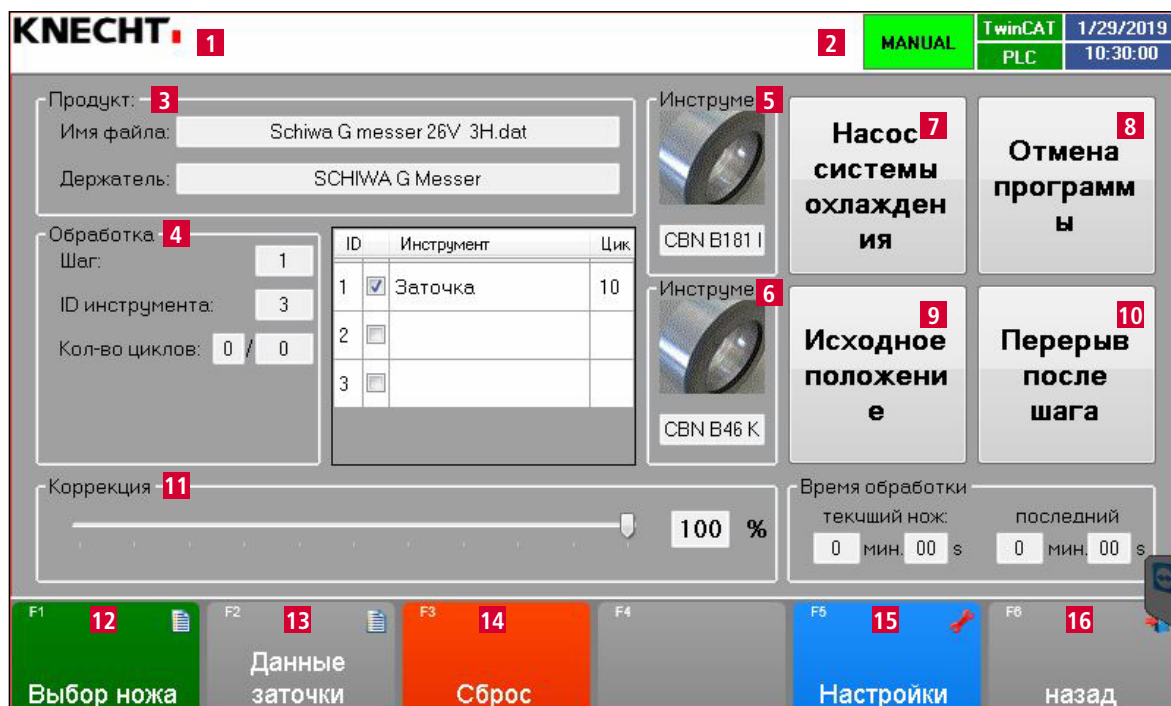 KNECHT
1
2
MANUAL
TwinCAT
1/29/2019
PLC
10:30:00
Продукт:
3
Имя файла:
Schiwa G messer 26V 3H.dat
Держатель:
SCHIWA G Messer
Инструме
5
CBN B181 I
Насос
7
системы
охлажден
ия
8
Отмена
программ
ы
Обработка
4
Шаг:
1
ID инструмента:
3
Кол-во циклов:
0 / 0
ID Инструмент Цик
1 Заточка 10
2
3
Инструме
6
CBN B46 K
9
Исходное
положени
е
10
Перерыв
после
шага
Коррекция
11
100 %
Время обработки
текущий нож:
0 мин. 00 s
последний
0 мин. 00 s
F1
12
Выбор ножа
F2
13
Данные
заточки
F3
14
Сброс
F4
F5
15
Настройки
F6
16
назад